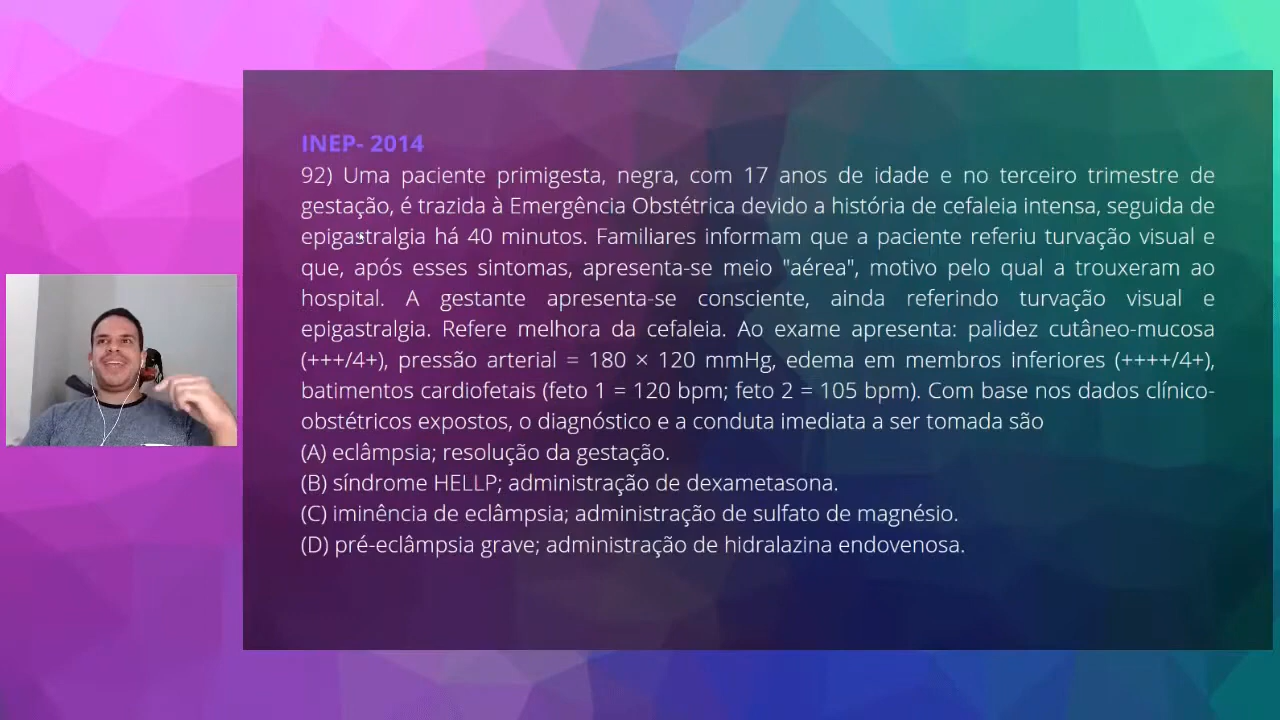 INEP- 2014
92) Uma paciente primigesta, negra, com 17 anos de idade e no terceiro trimestre de
gestação, é trazida à Emergência Obstétrica devido a história de cefaleia intensa, seguida de
epigastralgia há 40 minutos. Familiares informam que a paciente referiu turvação visual e
que, após esses sintomas, apresenta-se meio "aérea", motivo pelo qual a trouxeram ao
hospital. A gestante apresenta-se consciente, ainda referindo turvação visual e
epigastralgia. Refere melhora da cefaleia. Ao exame apresenta: palidez cutâneo-mucosa
(+++/4+), pressão arterial = 180 × 120 mmHg, edema em membros inferiores (++++/4+),
batimentos cardiofetais (feto 1 = 120 bpm; feto 2 = 105 bpm). Com base nos dados clínico-
obstétricos expostos, o diagnóstico e a conduta imediata a ser tomada são
(A) eclâmpsia; resolução da gestação.
(B) síndrome HELLP; administração de dexametasona.
(C) iminência de eclâmpsia; administração de sulfato de magnésio.
(D) pré-eclâmpsia grave; administração de hidralazina endovenosa.